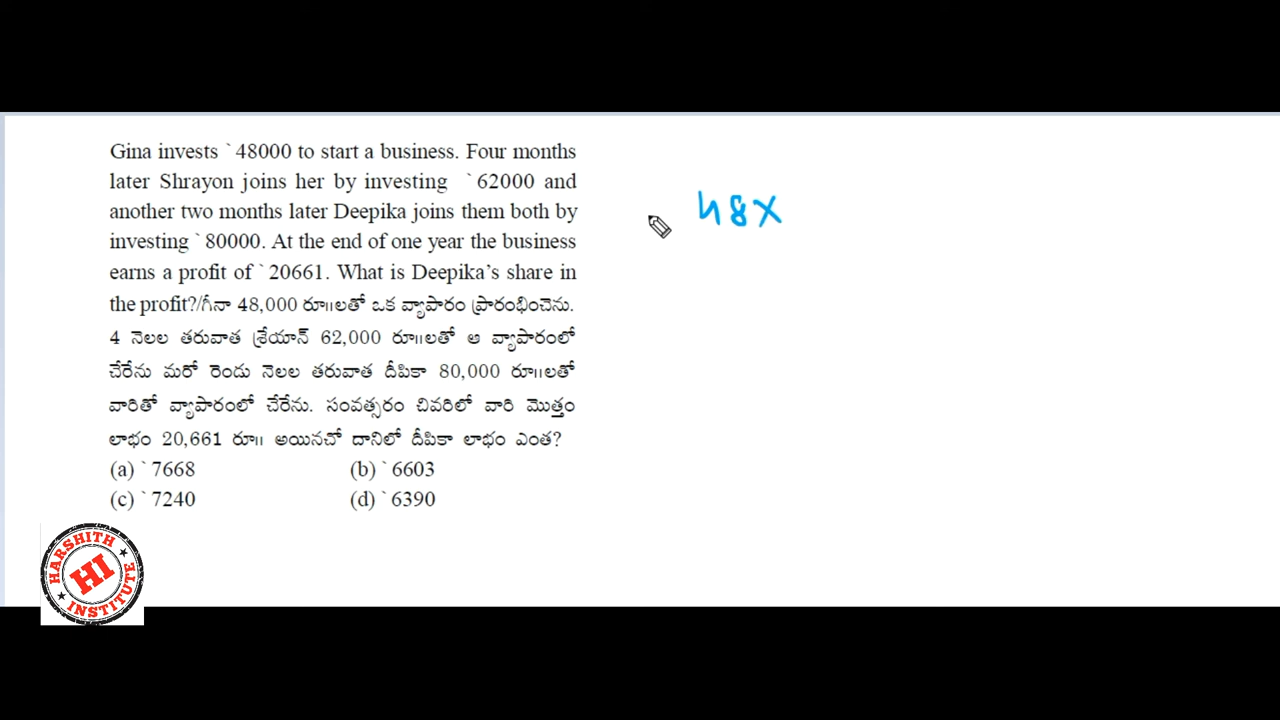 Gina invests ` 48000 to start a business. Four months
later Shrayon joins her by investing ` 62000 and
another two months later Deepika joins them both by
investing ` 80000. At the end of one year the business
earns a profit of ` 20661. What is Deepika's share in
the profit?/గీనా 48,000 రూ॥లతో ఒక వ్యాపారం ప్రారంభించెను.
4 నెలల తరువాత శ్రేయాన్ 62,000 రూ॥లతో ఆ వ్యాపారంలో
చేరేను మరో రెండు నెలల తరువాత దీపికా 80,000 రూ॥లతో
వారితో వ్యాపారంలో చేరేను. సంవత్సరం చివరిలో వారి మొత్తం
లాభం 20,661 రూ॥ అయినచో దానిలో దీపికా లాభం ఎంత?
(a) ` 7668 (b) ` 6603
(c) ` 7240 (d) ` 6390
48X
HARSHITH
HI
INSTITUTE